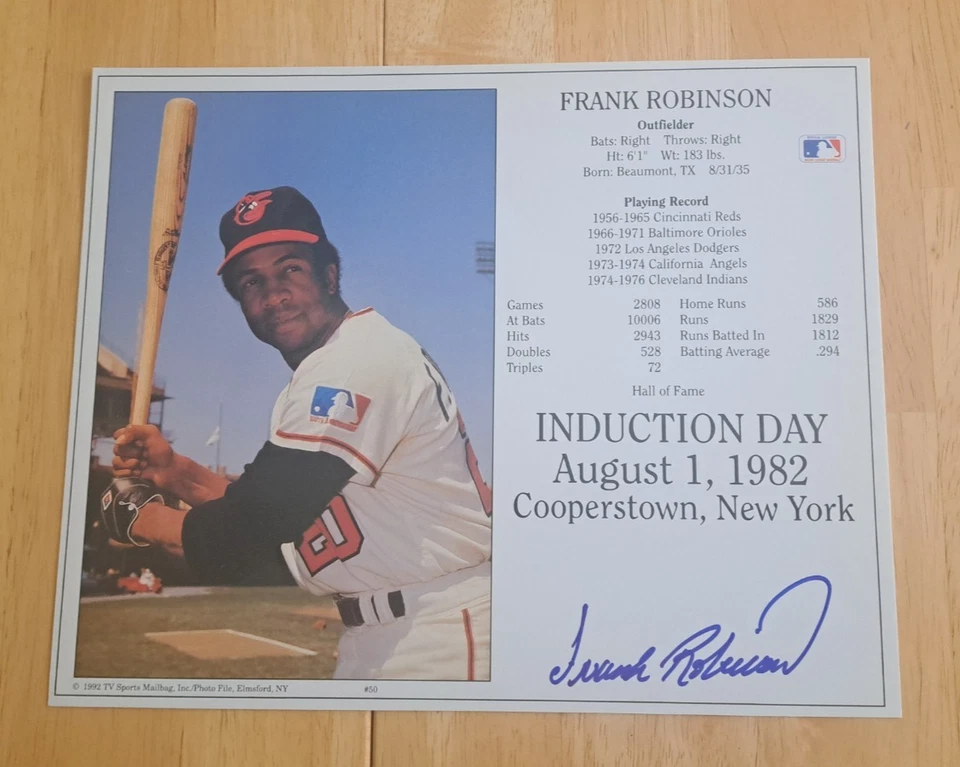 FRANK ROBINSON
Outfielder
Bats: Right Throws: Right
Ht: 6'1" Wt: 183 lbs.
Born: Beaumont, TX 8/31/35
Playing Record
1956-1965 Cincinnati Reds
1966-1971 Baltimore Orioles
1972 Los Angeles Dodgers
1973-1974 California Angels
1974-1976 Cleveland Indians
Games 2808 Home Runs 586
At Bats 10006 Runs 1829
Hits 2943 Runs Batted In 1812
Doubles 528 Batting Average .294
Triples 72
Hall of Fame
INDUCTION DAY
August 1, 1982
Cooperstown, New York
Frank Robinson
© 1992 TV Sports Mailbag, Inc./Photo File, Elmsford, NY #50